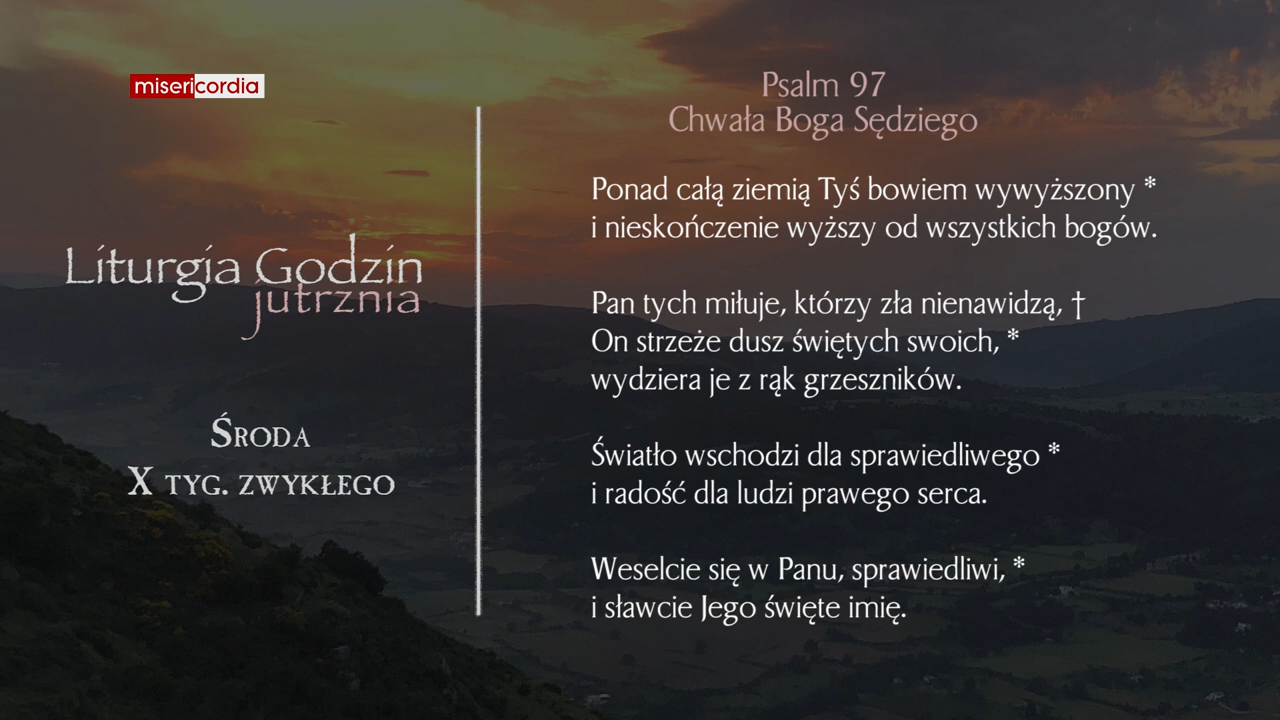 misericordia
Liturgia Godzin
jutrznia
Środa
X tyg. zwykłego
Psalm 97
Chwała Boga Sędziego
Ponad całą ziemią Tyś bowiem wywyższony *
i nieskończenie wyższy od wszystkich bogów.
Pan tych miłuje, którzy zła nienawidzą, †
On strzeże dusz świętych swoich, *
wydziera je z rąk grzeszników.
Światło wschodzi dla sprawiedliwego *
i radość dla ludzi prawego serca.
Weselcie się w Panu, sprawiedliwi, *
i sławcie Jego święte imię.